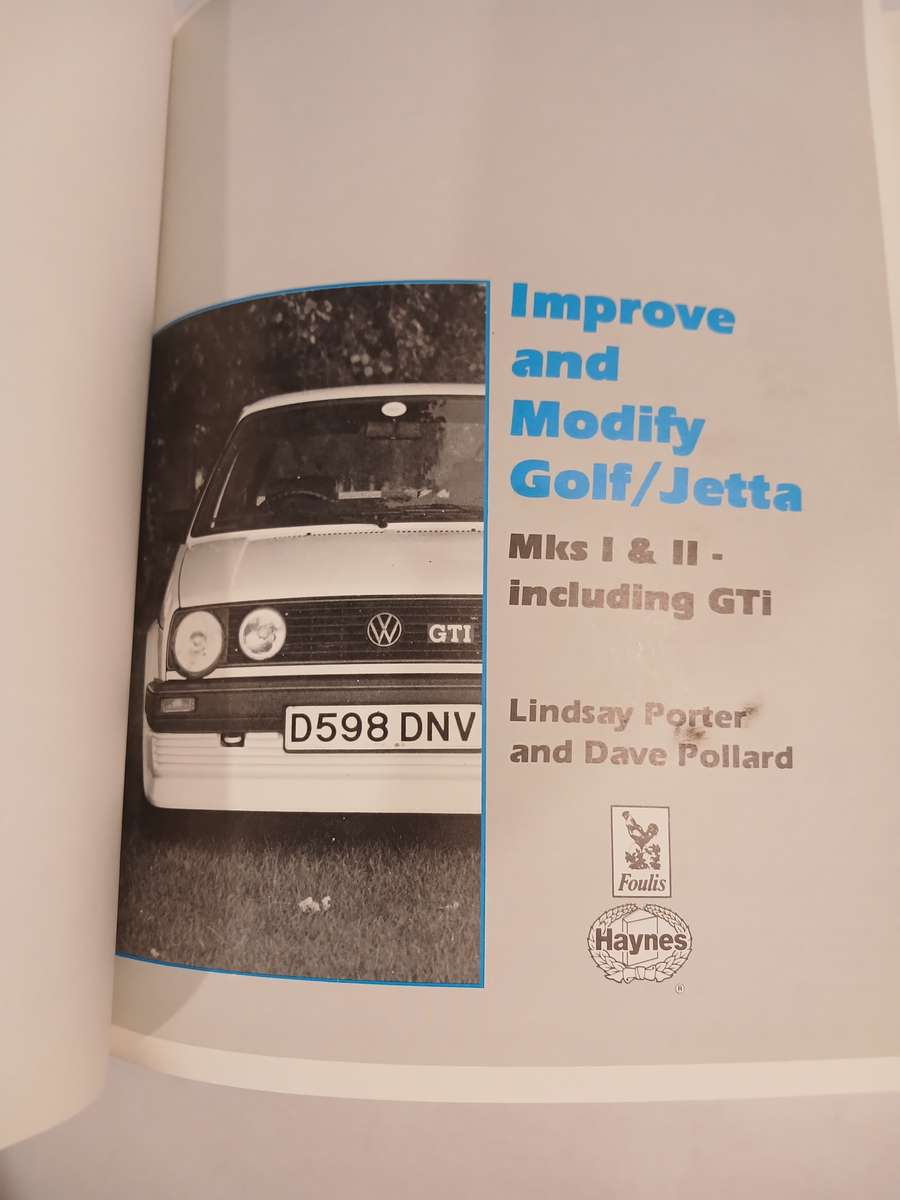 Improve
and
Modify
Golf/Jetta
Mks I & II -
including GTi
Lindsay Porter
and Dave Pollard
Foulis
Haynes
®
GTI
D598 DNV